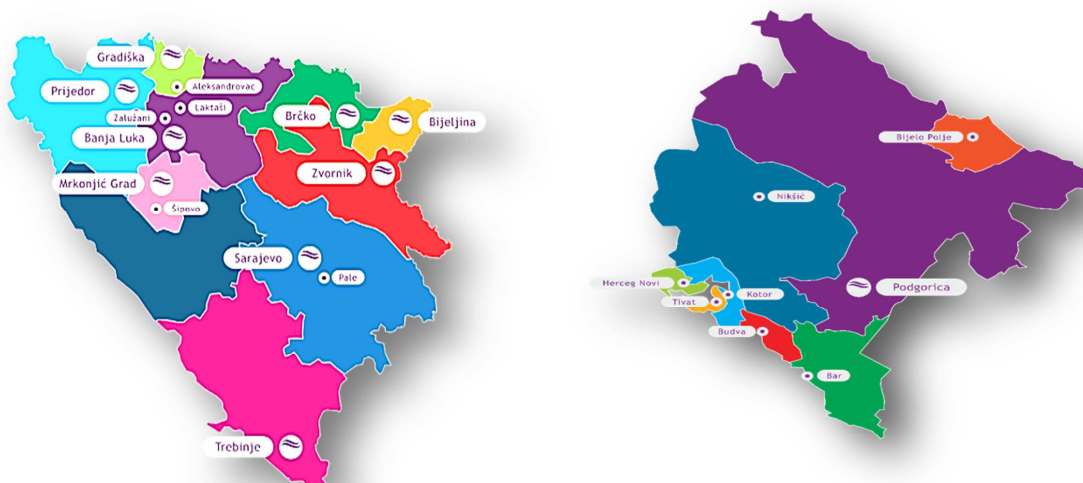 Gradiška
Aleksandrovac
Prijedor
Laktaši
Zalužani
Banja Luka
Brčko
Bijeljina
Mrkonjić Grad
Zvornik
Šipovo
Sarajevo
Pale
Trebinje
Bijelo Polje
Nikšić
Herceg Novi
Podgorica
Kotor
Tivat
Budva
Bar